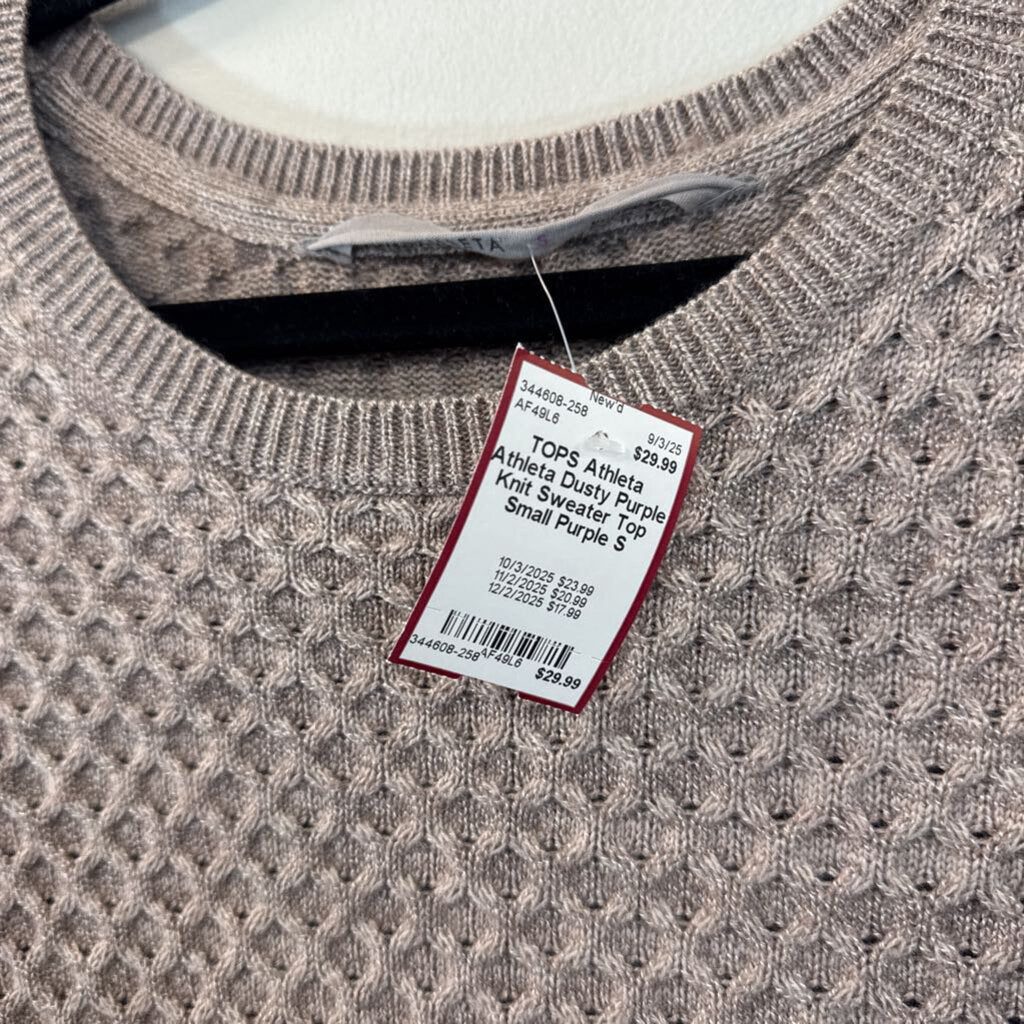 S
344608-258
New'd
AF49L6
9/3/25
$29.99
TOPS Athleta
Athleta Dusty Purple
Knit Sweater Top
Small Purple S
10/3/2025 $23.99
11/2/2025 $20.99
12/2/2025 $17.99
344608-258 AF49L6
$29.99